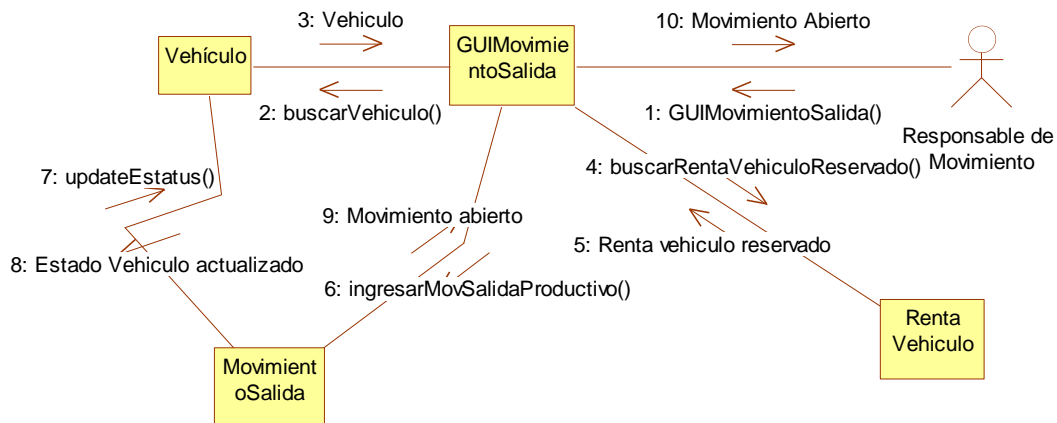 3: Vehiculo
10: Movimiento Abierto
Vehículo
GUIMovimie
ntoSalida
2: buscarVehiculo()
1: GUIMovimientoSalida()
Responsable de
Movimiento
7: updateEstatus()
4: buscarRentaVehiculoReservado()
9: Movimiento abierto
5: Renta vehiculo reservado
8: Estado Vehiculo actualizado
6: ingresarMovSalidaProductivo()
Renta
Vehiculo
Movimient
oSalida